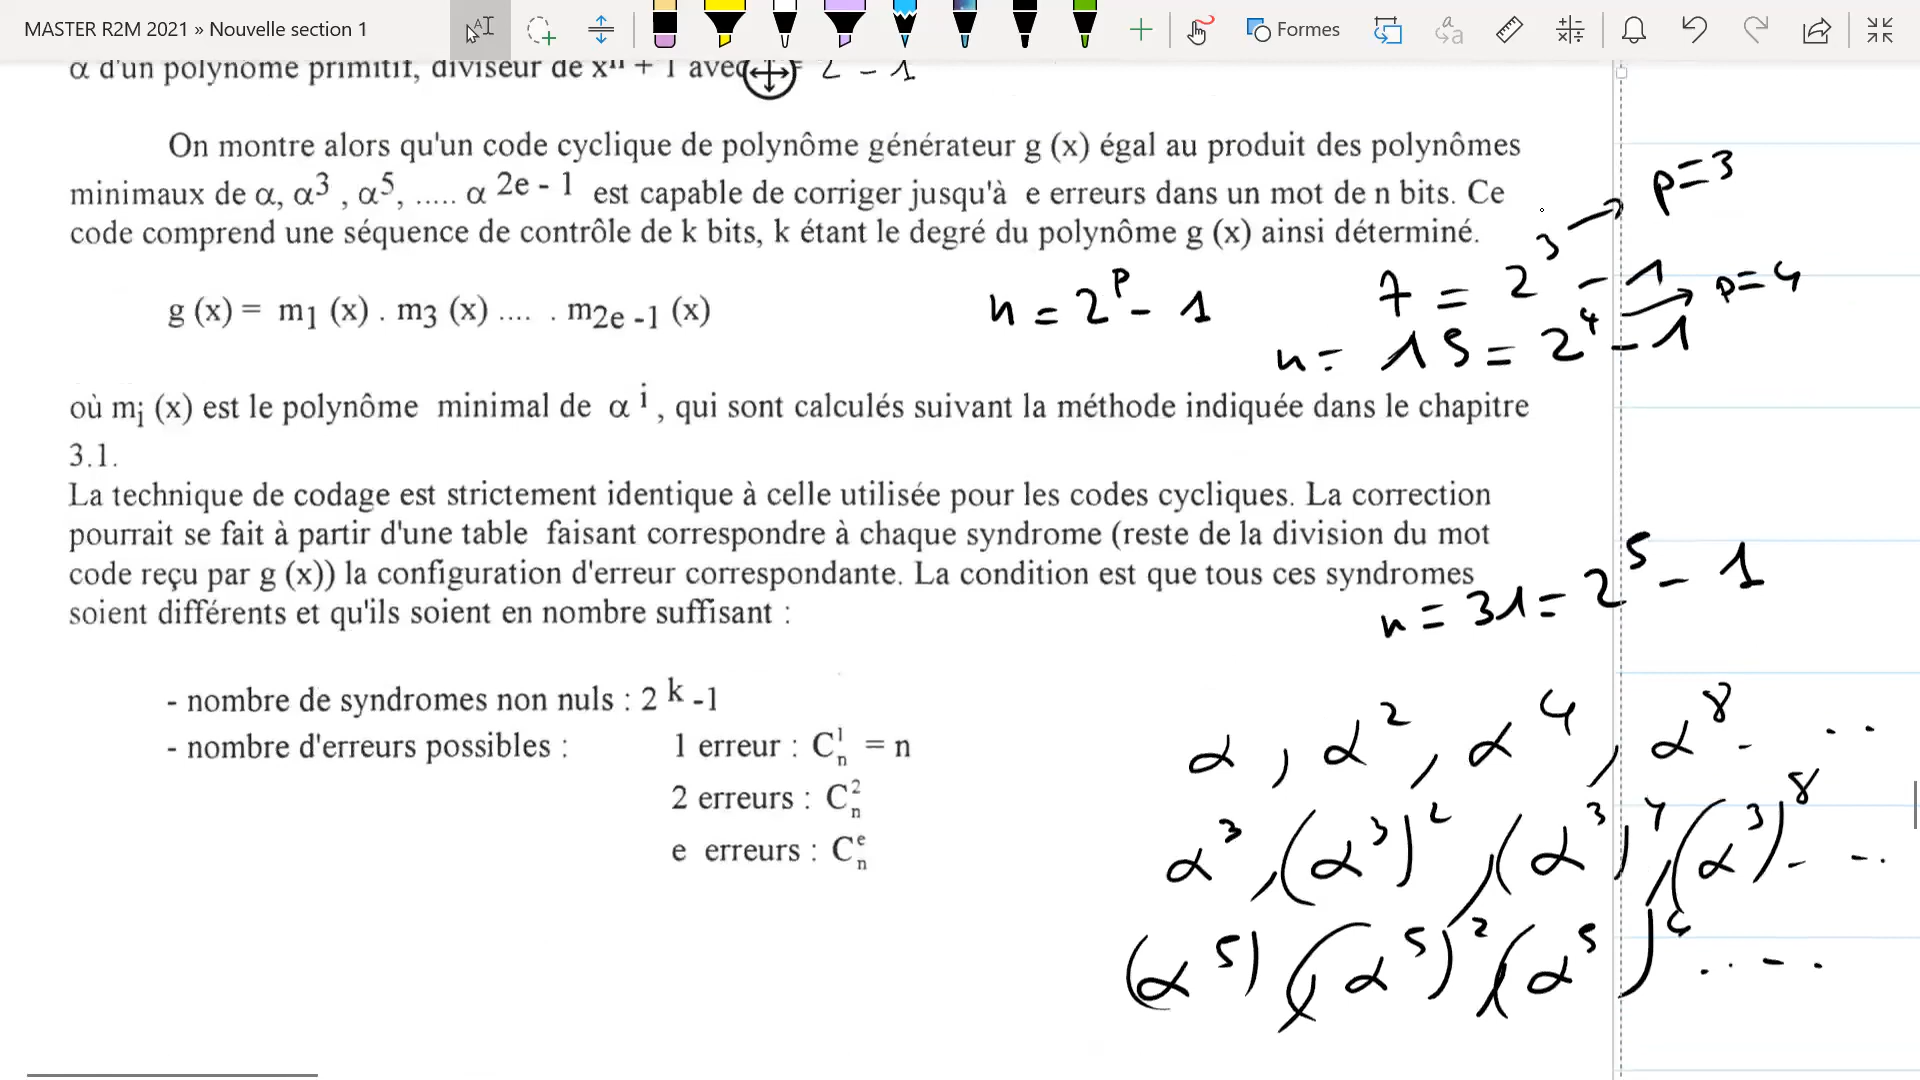 MASTER R2M 2021 » Nouvelle section 1
Formes
α d'un polynôme primitif, diviseur de xⁿ + 1 avec = 2 - 1
On montre alors qu'un code cyclique de polynôme générateur g (x) égal au produit des polynômes
minimaux de α, α³ , α⁵, ..... α ²ᵉ ⁻ ¹ est capable de corriger jusqu'à e erreurs dans un mot de n bits. Ce
code comprend une séquence de contrôle de k bits, k étant le degré du polynôme g (x) ainsi déterminé.
p=3
7 = 2³ - 1
p=4
g (x) = m₁ (x) . m₃ (x) .... . m₂ₑ ₋₁ (x)
n = 2ᵖ - 1
n = 15 = 2⁴ - 1
où mᵢ (x) est le polynôme minimal de α ⁱ , qui sont calculés suivant la méthode indiquée dans le chapitre
3.1.
La technique de codage est strictement identique à celle utilisée pour les codes cycliques. La correction
pourrait se fait à partir d'une table faisant correspondre à chaque syndrome (reste de la division du mot
code reçu par g (x)) la configuration d'erreur correspondante. La condition est que tous ces syndromes
soient différents et qu'ils soient en nombre suffisant :
n = 31 = 2⁵ - 1
- nombre de syndromes non nuls : 2 ᵏ -1
- nombre d'erreurs possibles : 1 erreur : C¹ₙ = n
2 erreurs : C²ₙ
e erreurs : Cᵉₙ
α , α² , α⁴ , α⁸ - ..
α³ , (α³)² , (α³)⁴ , (α³)⁸ - -.
(α⁵) , (α⁵)² , (α⁵) ..-.